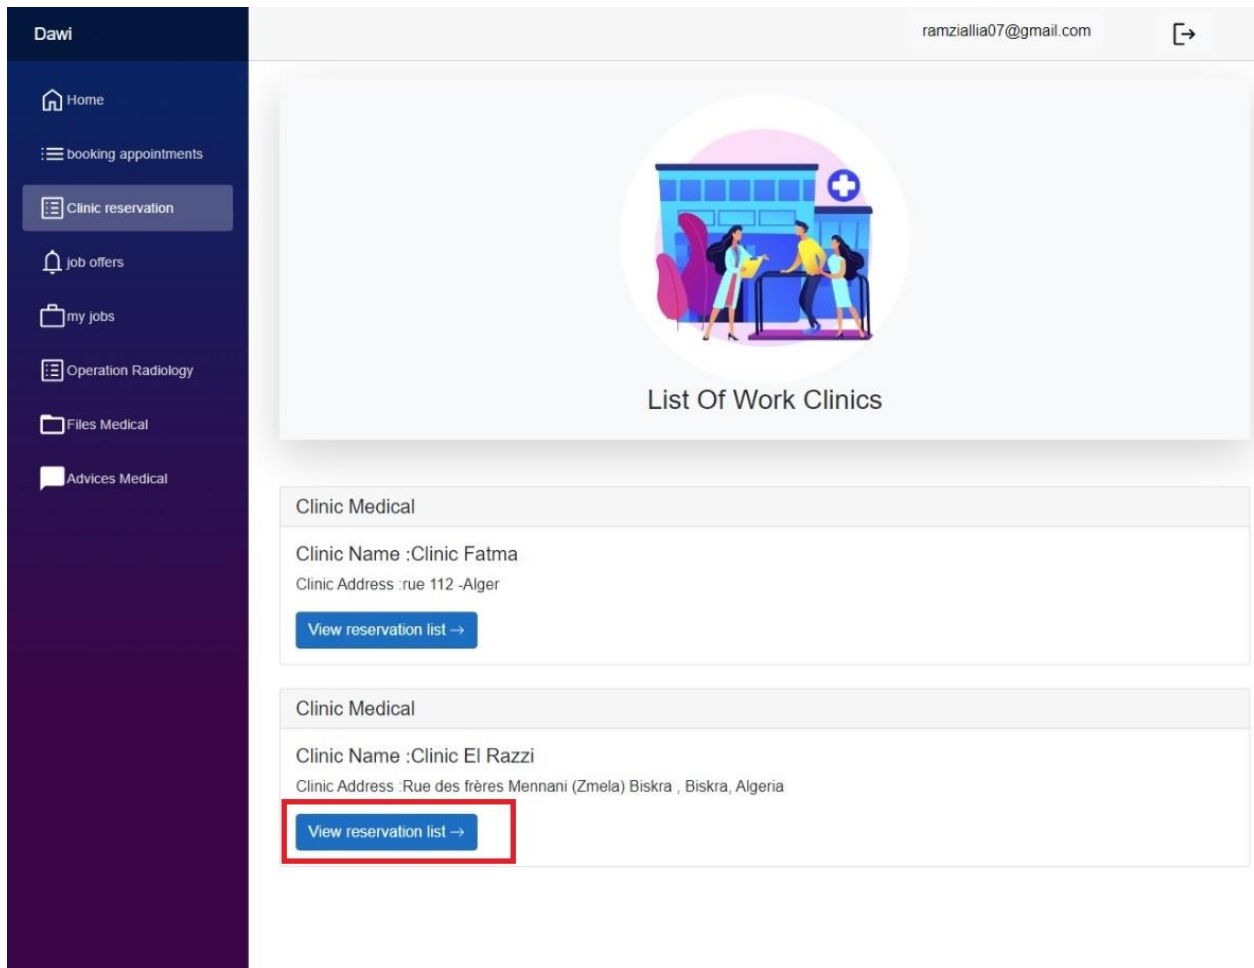 Dawi
ramziallia07@gmail.com
Home
booking appointments
Clinic reservation
job offers
my jobs
Operation Radiology
Files Medical
Advices Medical
List Of Work Clinics
Clinic Medical
Clinic Name :Clinic Fatma
Clinic Address :rue 112 -Alger
View reservation list →
Clinic Medical
Clinic Name :Clinic El Razzi
Clinic Address :Rue des frères Mennani (Zmela) Biskra , Biskra, Algeria
View reservation list →